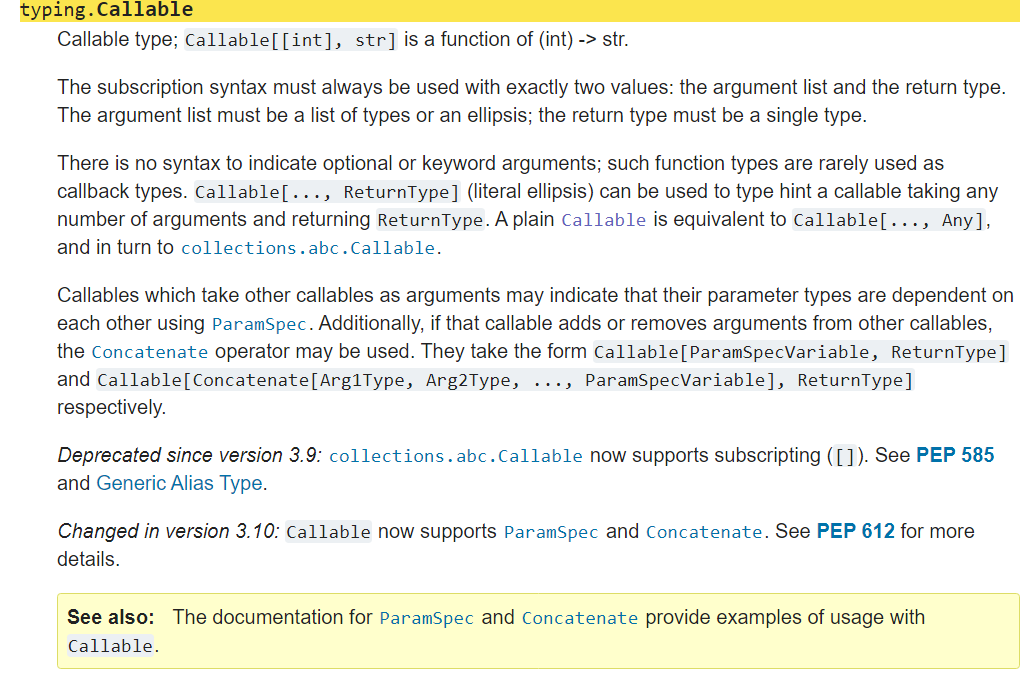 typing.Callable
Callable type; Callable[[int], str] is a function of (int) -> str.
The subscription syntax must always be used with exactly two values: the argument list and the return type.
The argument list must be a list of types or an ellipsis; the return type must be a single type.
There is no syntax to indicate optional or keyword arguments; such function types are rarely used as
callback types. Callable[..., ReturnType] (literal ellipsis) can be used to type hint a callable taking any
number of arguments and returning ReturnType. A plain Callable is equivalent to Callable[..., Any],
and in turn to collections.abc.Callable.
Callables which take other callables as arguments may indicate that their parameter types are dependent on
each other using ParamSpec. Additionally, if that callable adds or removes arguments from other callables,
the Concatenate operator may be used. They take the form Callable[ParamSpecVariable, ReturnType]
and Callable[Concatenate[Arg1Type, Arg2Type, ..., ParamSpecVariable], ReturnType]
respectively.
Deprecated since version 3.9: collections.abc.Callable now supports subscripting ([]). See PEP 585
and Generic Alias Type.
Changed in version 3.10: Callable now supports ParamSpec and Concatenate. See PEP 612 for more
details.
See also: The documentation for ParamSpec and Concatenate provide examples of usage with
Callable.